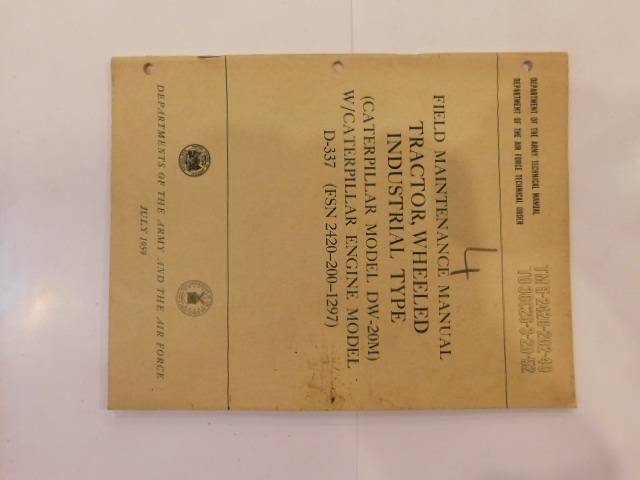 DEPARTMENT OF THE ARMY TECHNICAL MANUAL
DEPARTMENT OF THE AIR FORCE TECHNICAL ORDER
FIELD MAINTENANCE MANUAL
TRACTOR, WHEELED
INDUSTRIAL TYPE
(CATERPILLAR MODEL DW-20M)
W/CATERPILLAR ENGINE MODEL
D-337 (FSN 2420-200-1297)
4
DEPARTMENTS OF THE ARMY AND THE AIR FORCE
JULY 1959